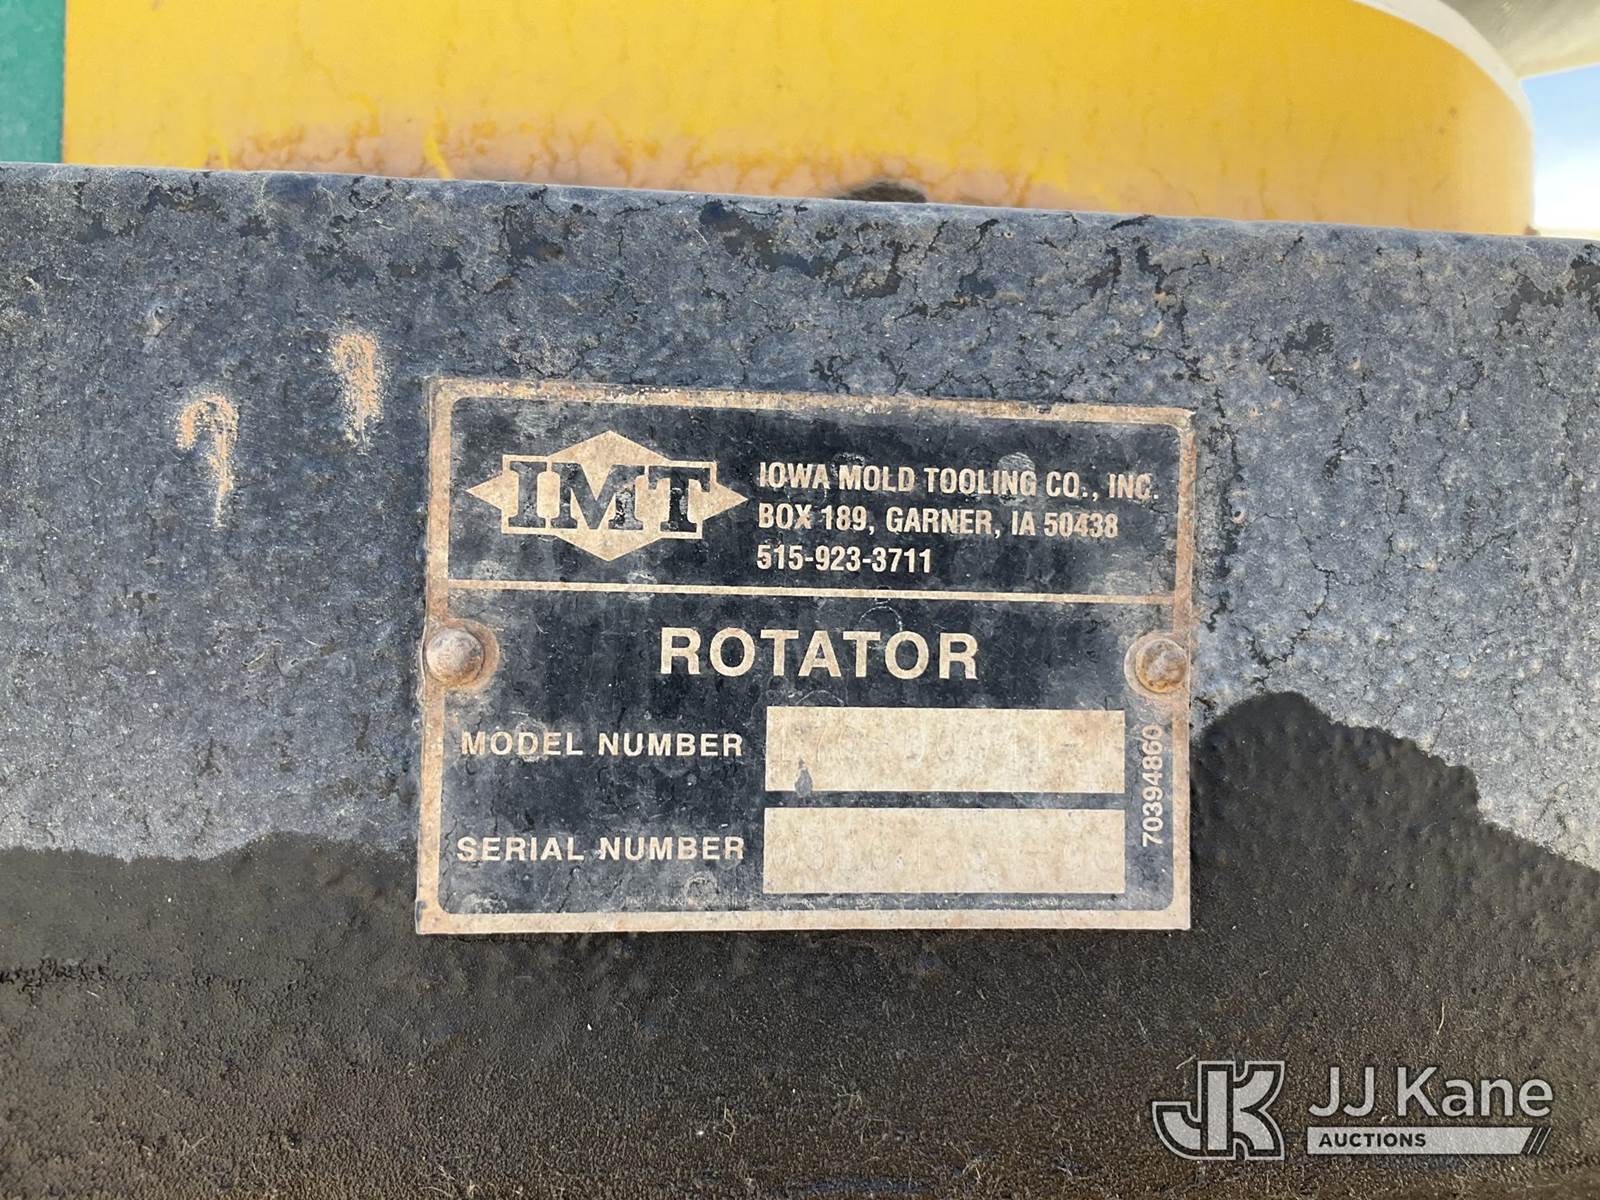 IMT
IOWA MOLD TOOLING CO., INC.
BOX 189, GARNER, IA 50438
515-923-3711
ROTATOR
MODEL NUMBER
SERIAL NUMBER
70394860
JK JJ Kane
AUCTIONS